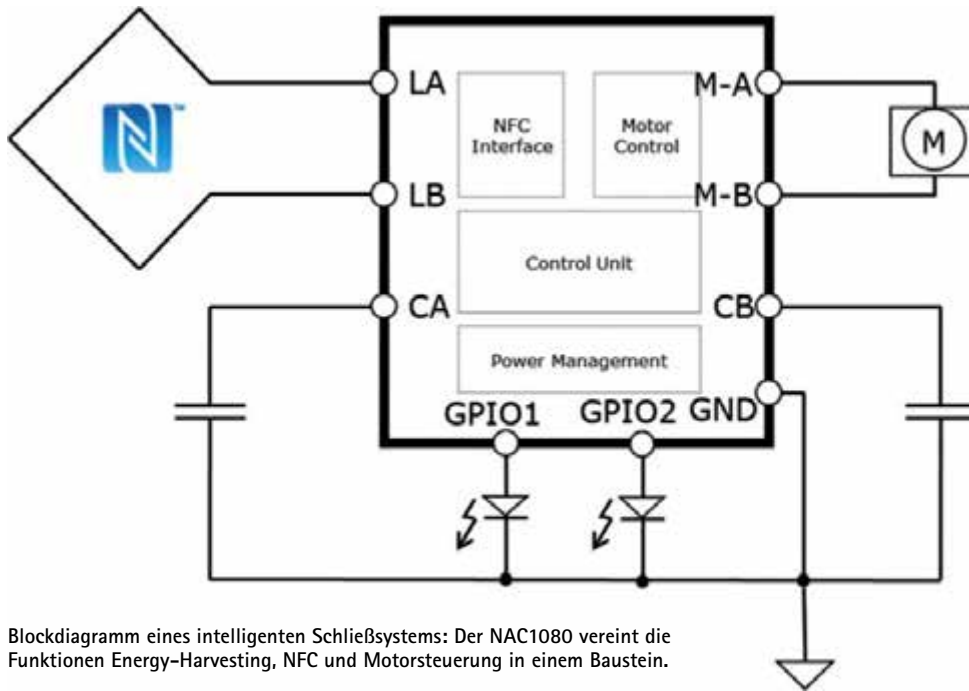 LA
NFC
Interface
Motor
Control
M-A
M
LB
M-B
Control Unit
CA
CB
Power Management
GPIO1
GPIO2
GND
Blockdiagramm eines intelligenten Schließsystems: Der NAC1080 vereint die
Funktionen Energy-Harvesting, NFC und Motorsteuerung in einem Baustein.